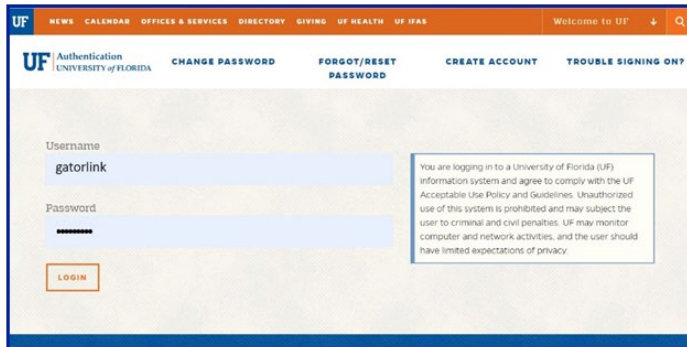 UF NEWS CALENDAR OFFICES & SERVICES DIRECTORY GIVING UF HEALTH UF IFAS Welcome to UF
UF Authentication
UNIVERSITY of FLORIDA
CHANGE PASSWORD
FORGOT/RESET
PASSWORD
CREATE ACCOUNT
TROUBLE SIGNING ON?
Username
gatorlink
Password
•••••••••
LOGIN
You are logging in to a University of Florida (UF)
information system and agree to comply with the UF
Acceptable Use Policy and Guidelines. Unauthorized
use of this system is prohibited and may subject the
user to criminal and civil penalties. UF may monitor
computer and network activities, and the user should
have limited expectations of privacy.